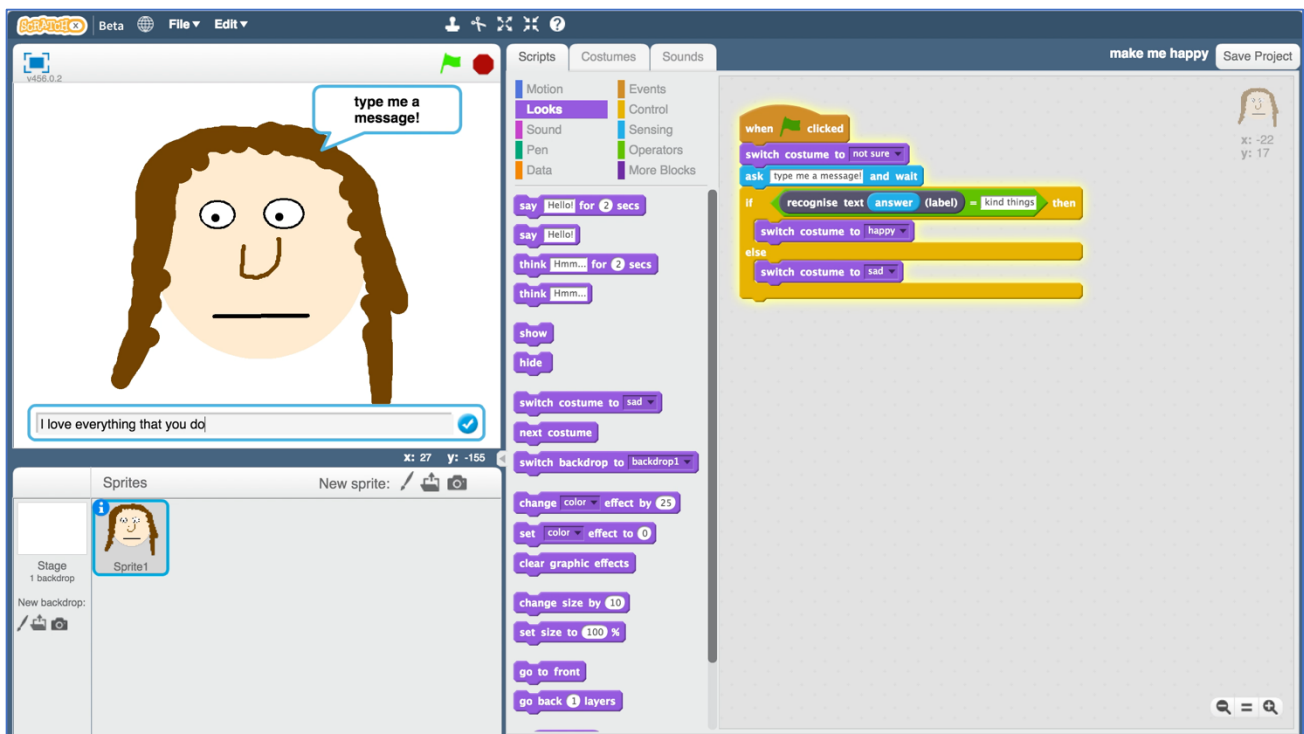 SCRATCHX Beta File Edit
v456.0.2
type me a
message!
I love everything that you do
x: 27 y: -155
Sprites New sprite:
Stage
1 backdrop
New backdrop:
Sprite1
Scripts Costumes Sounds
Motion Events
Looks Control
Sound Sensing
Pen Operators
Data More Blocks
say Hello! for 2 secs
say Hello!
think Hmm... for 2 secs
think Hmm...
show
hide
switch costume to sad
next costume
switch backdrop to backdrop1
change color effect by 25
set color effect to 0
clear graphic effects
change size by 10
set size to 100 %
go to front
go back 1 layers
make me happy Save Project
when clicked
switch costume to not sure
ask type me a message! and wait
if recognise text answer (label) = kind things then
switch costume to happy
else
switch costume to sad
x: -22
y: 17